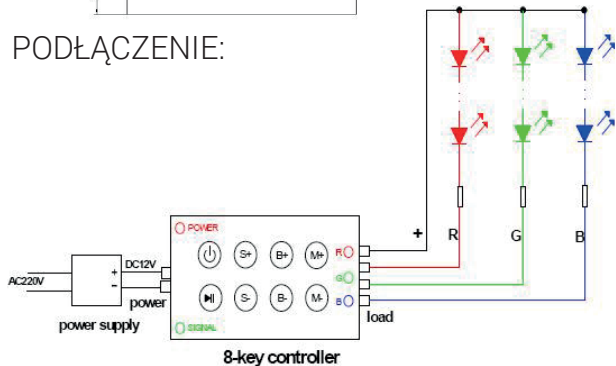 PODŁĄCZENIE:
+ R G B
POWER
S+ B+ M+ R
G
S- B- M- B
SIGNAL
DC12V
AC220V
+
-
power
power supply
load
8-key controller